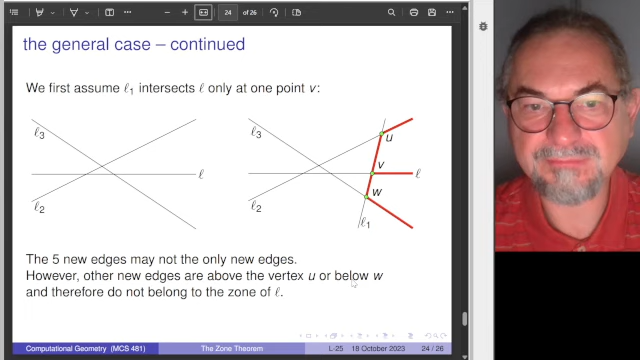 24
of 26
the general case – continued
We first assume ℓ1 intersects ℓ only at one point v:
ℓ3
ℓ
ℓ2
ℓ3
u
v
ℓ
w
ℓ2
ℓ1
The 5 new edges may not the only new edges.
However, other new edges are above the vertex u or below w
and therefore do not belong to the zone of ℓ.
Computational Geometry (MCS 481)
The Zone Theorem
L-25
18 October 2023
24 / 26